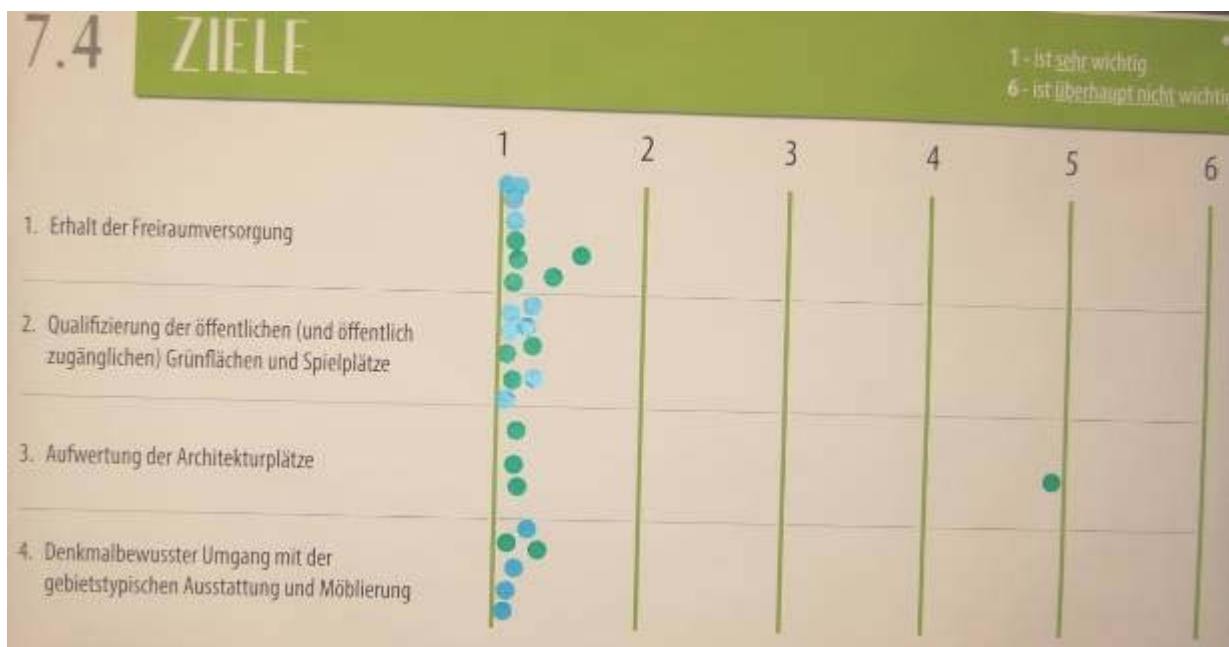 7.4 ZIELE
1 - ist sehr wichtig
6 - ist überhaupt nicht wichtig
1 2 3 4 5 6
1. Erhalt der Freiraumversorgung
2. Qualifizierung der öffentlichen (und öffentlich
zugänglichen) Grünflächen und Spielplätze
3. Aufwertung der Architekturplätze
4. Denkmalbewusster Umgang mit der
gebietstypischen Ausstattung und Möblierung